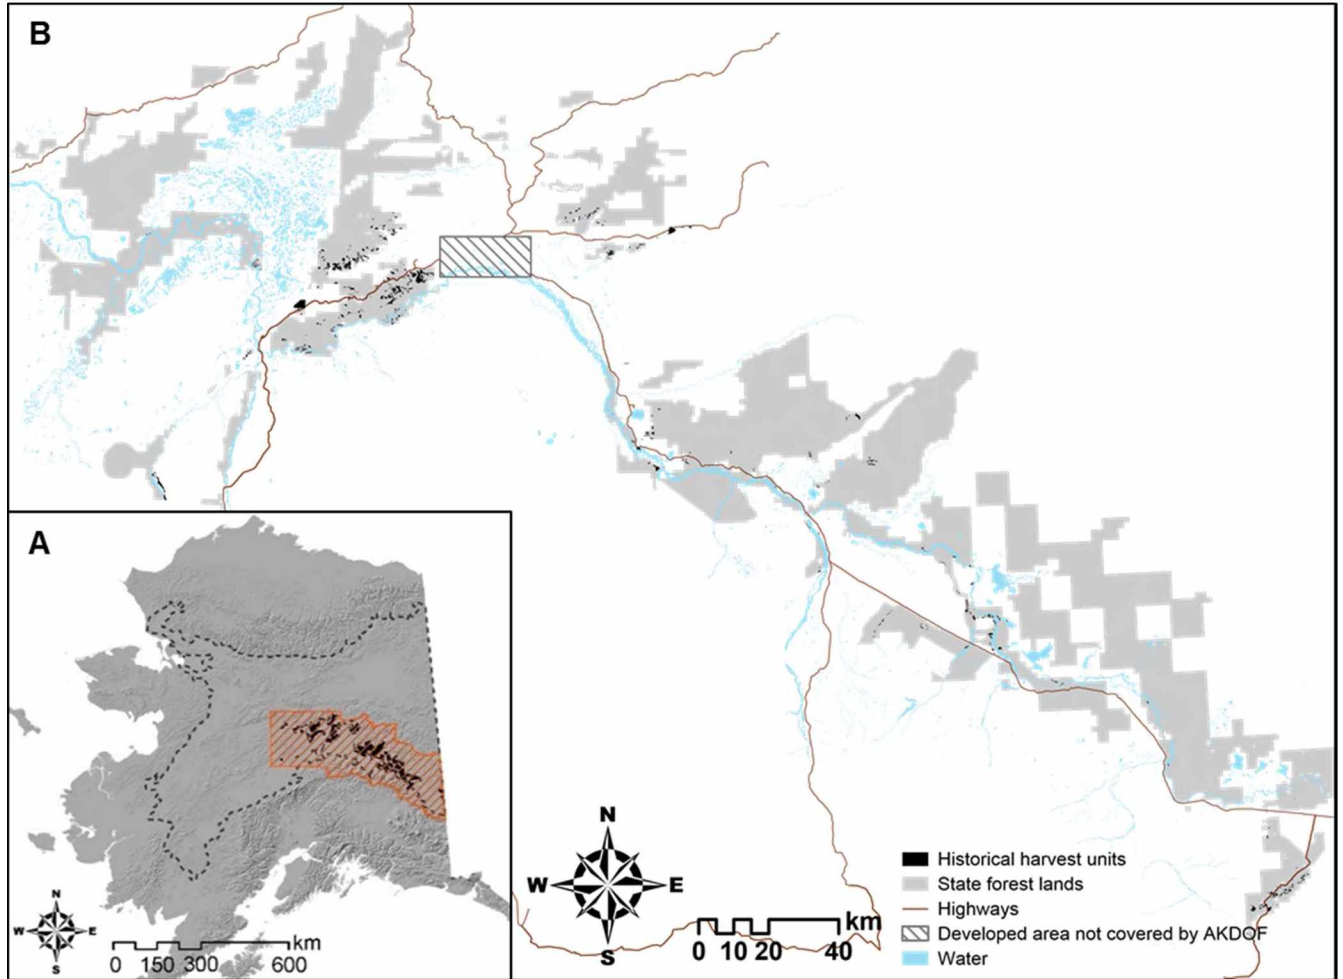 B
A
N
W E
S
km
0 150 300 600
N
W E
S
km
0 10 20 40
Historical harvest units
State forest lands
Highways
Developed area not covered by AKDOF
Water